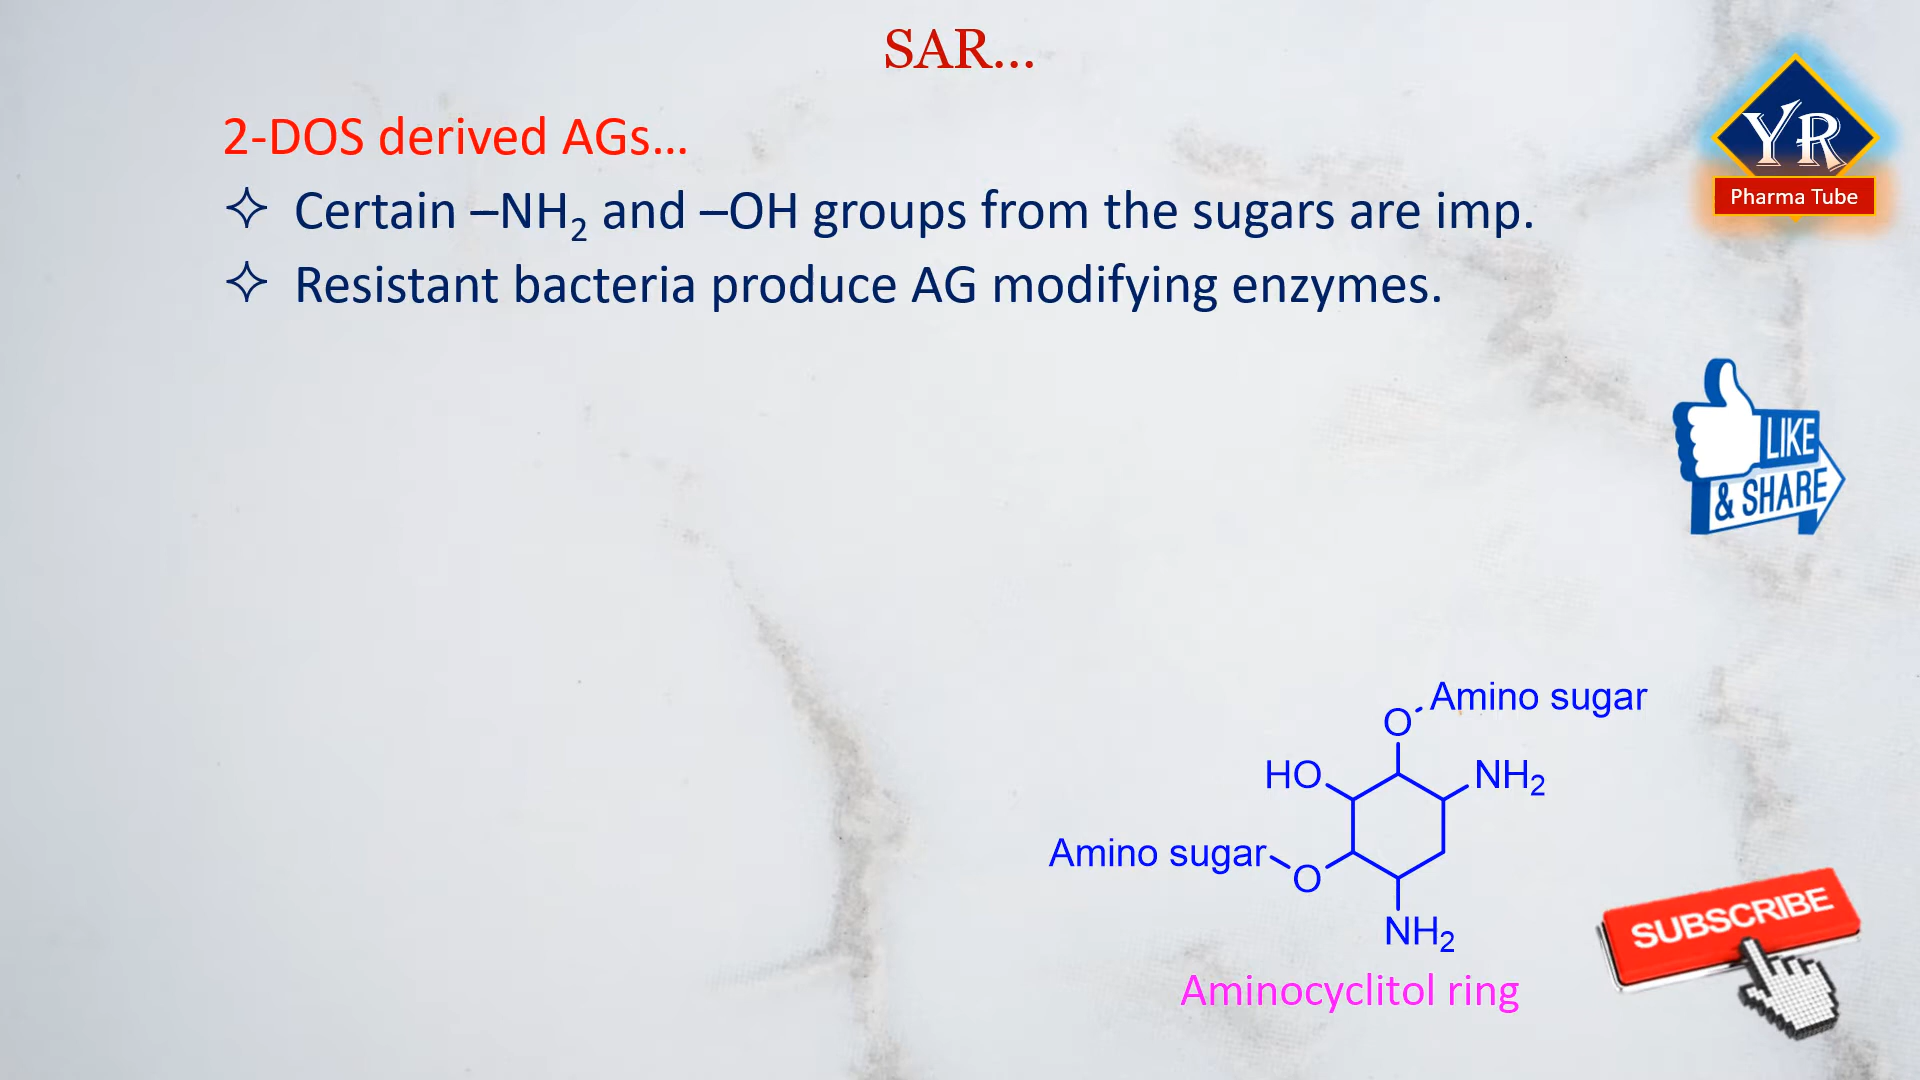 SAR...
2-DOS derived AGs...
✧ Certain –NH₂ and –OH groups from the sugars are imp.
✧ Resistant bacteria produce AG modifying enzymes.
YR
Pharma Tube
LIKE
& SHARE
Amino sugar
O
HO
NH₂
Amino sugar
O
NH₂
Aminocyclitol ring
SUBSCRIBE